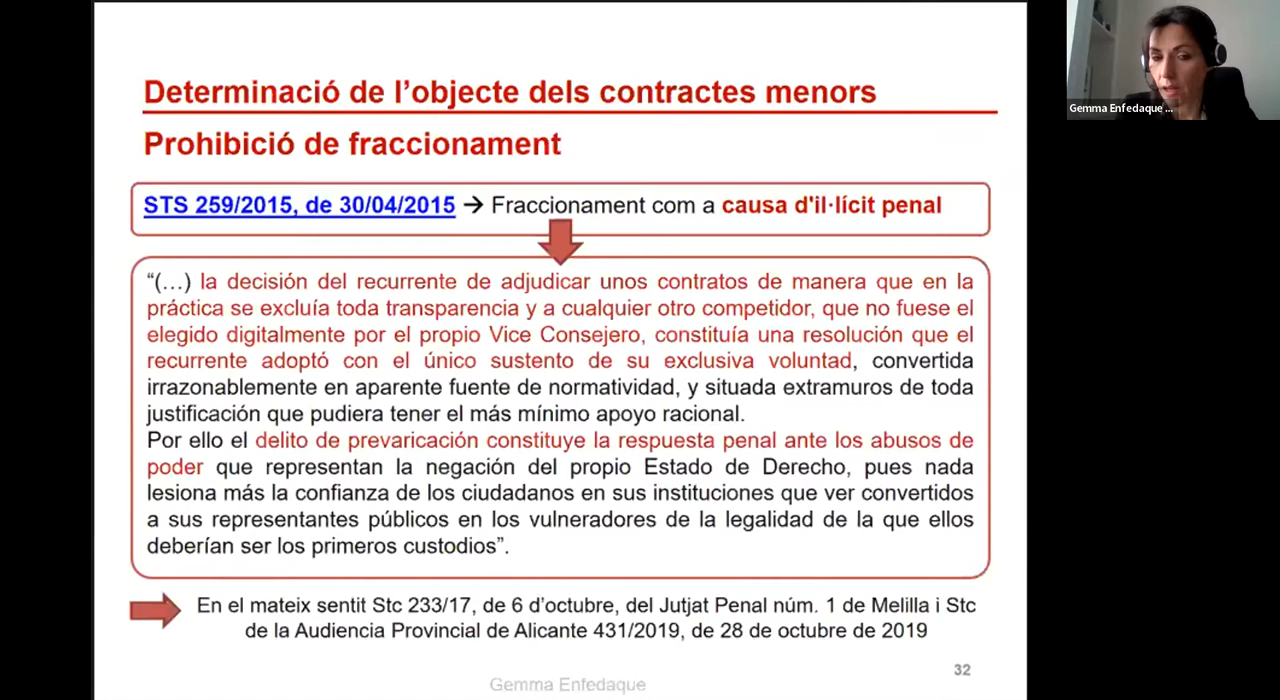 Determinació de l’objecte dels contractes menors
Prohibició de fraccionament
STS 259/2015, de 30/04/2015 → Fraccionament com a causa d'il·lícit penal
“(…) la decisión del recurrente de adjudicar unos contratos de manera que en la
práctica se excluía toda transparencia y a cualquier otro competidor, que no fuese el
elegido digitalmente por el propio Vice Consejero, constituía una resolución que el
recurrente adoptó con el único sustento de su exclusiva voluntad, convertida
irrazonablemente en aparente fuente de normatividad, y situada extramuros de toda
justificación que pudiera tener el más mínimo apoyo racional.
Por ello el delito de prevaricación constituye la respuesta penal ante los abusos de
poder que representan la negación del propio Estado de Derecho, pues nada
lesiona más la confianza de los ciudadanos en sus instituciones que ver convertidos
a sus representantes públicos en los vulneradores de la legalidad de la que ellos
deberían ser los primeros custodios”.
En el mateix sentit Stc 233/17, de 6 d’octubre, del Jutjat Penal núm. 1 de Melilla i Stc
de la Audiencia Provincial de Alicante 431/2019, de 28 de octubre de 2019
32
Gemma Enfedaque
Gemma Enfedaque ...